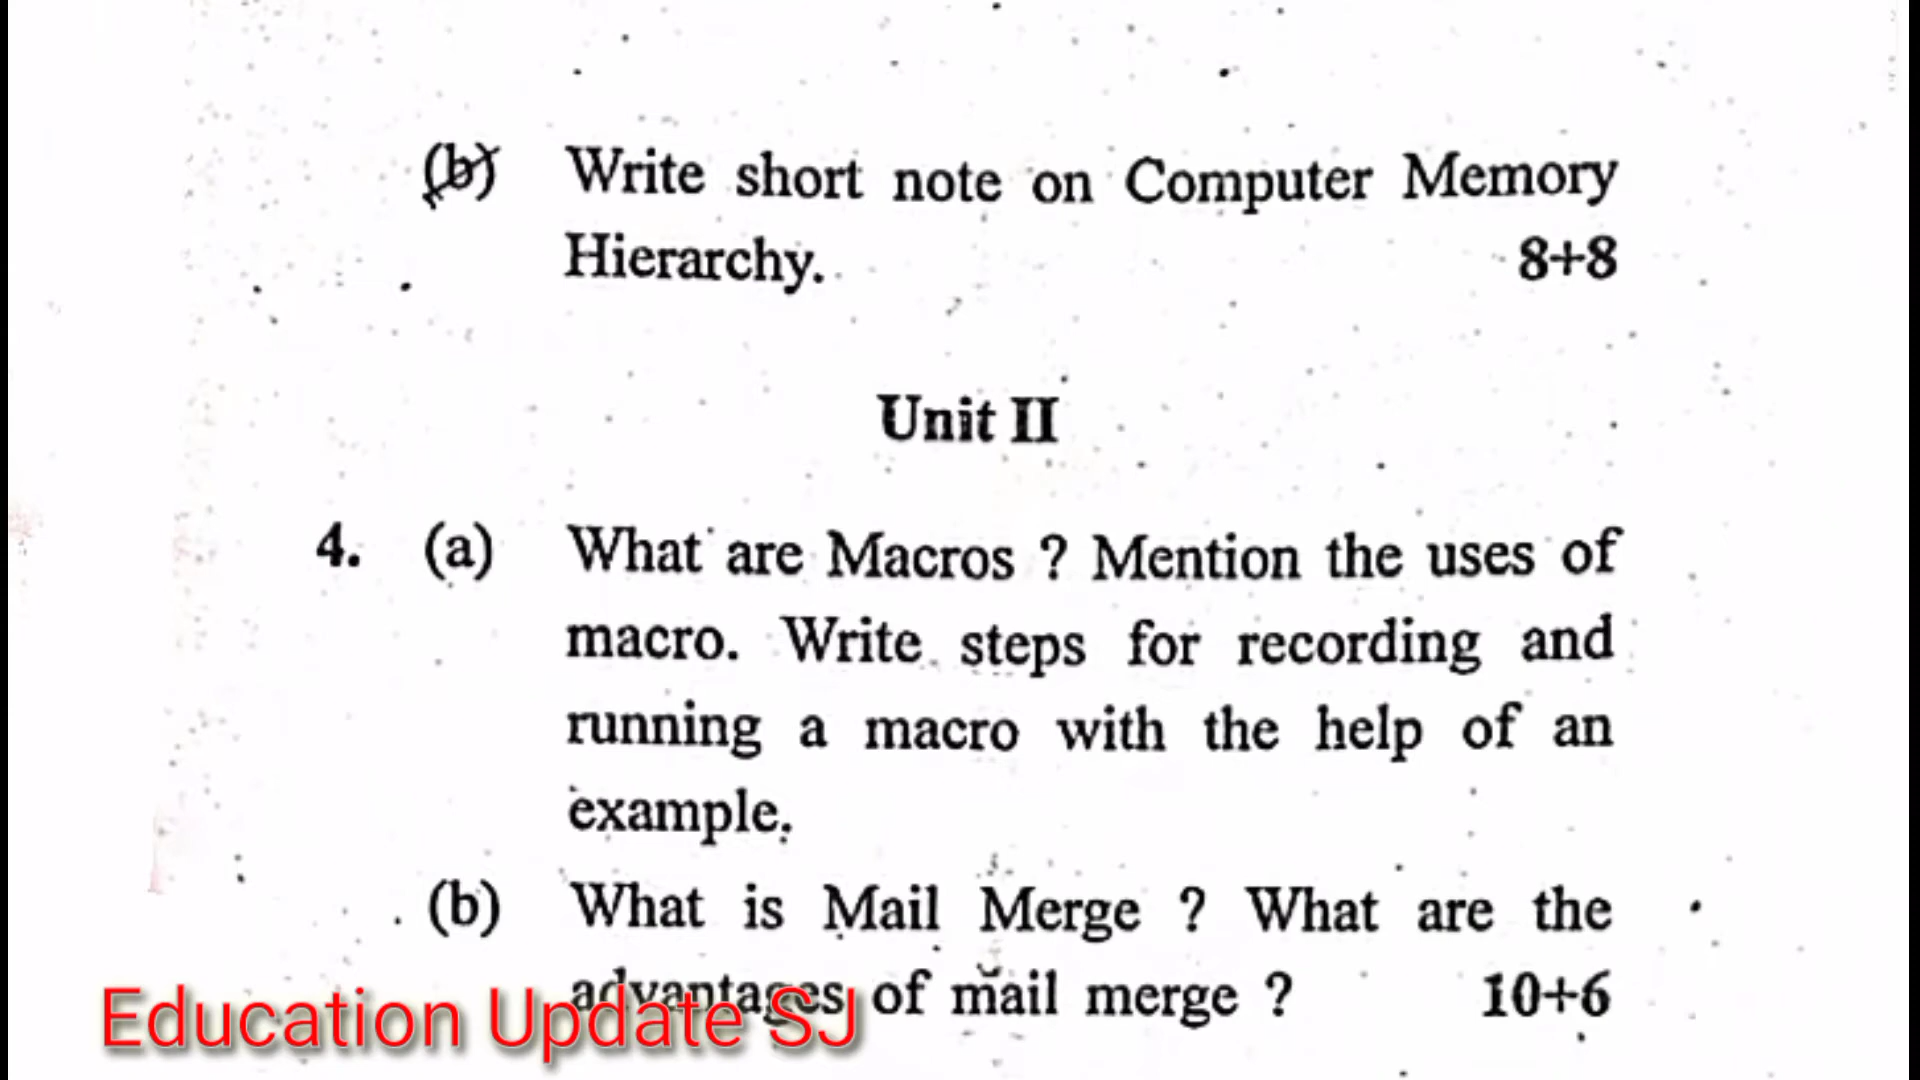 (b) Write short note on Computer Memory
Hierarchy. 8+8
Unit II
4. (a) What are Macros ? Mention the uses of
macro. Write steps for recording and
running a macro with the help of an
example.
(b) What is Mail Merge ? What are the
advantages of mail merge ? 10+6
Education Update SJ